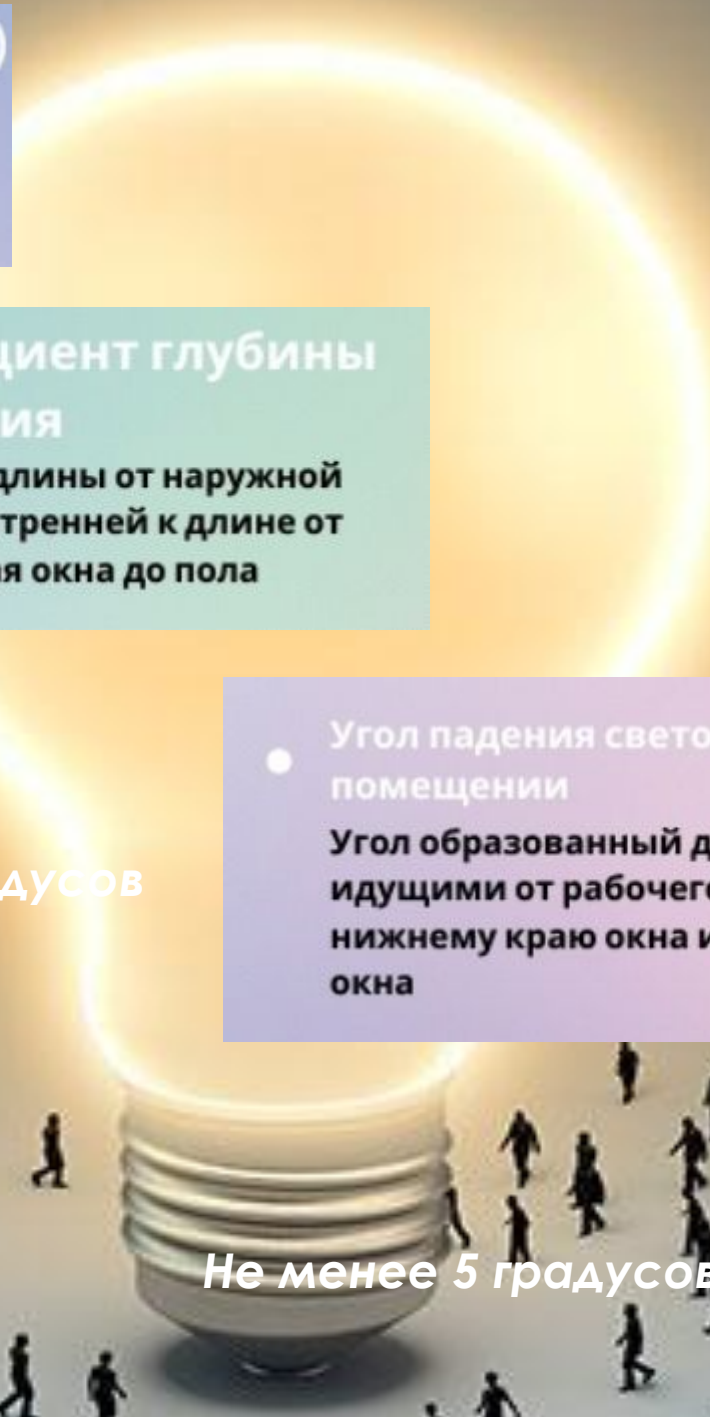 циент глубины
ия
длины от наружной
тренней к длине от
ая окна до пола
Угол падения свето
помещении
Угол образованный д
идущими от рабочего
нижнему краю окна и
окна
дусов
Не менее 5 градусов